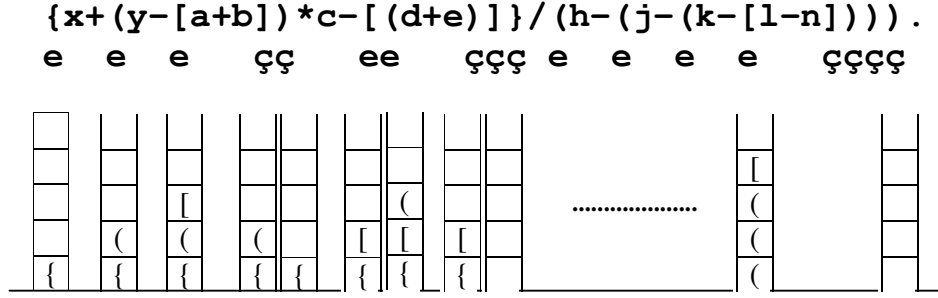 {x+(y−[a+b])*c−[(d+e)]}/(h−(j−(k−[l−n]))).
e e e çç ee ççç e e e e çççç
[
[ ( (
( ( ( [ [ [ (
{ { { { { { { { (